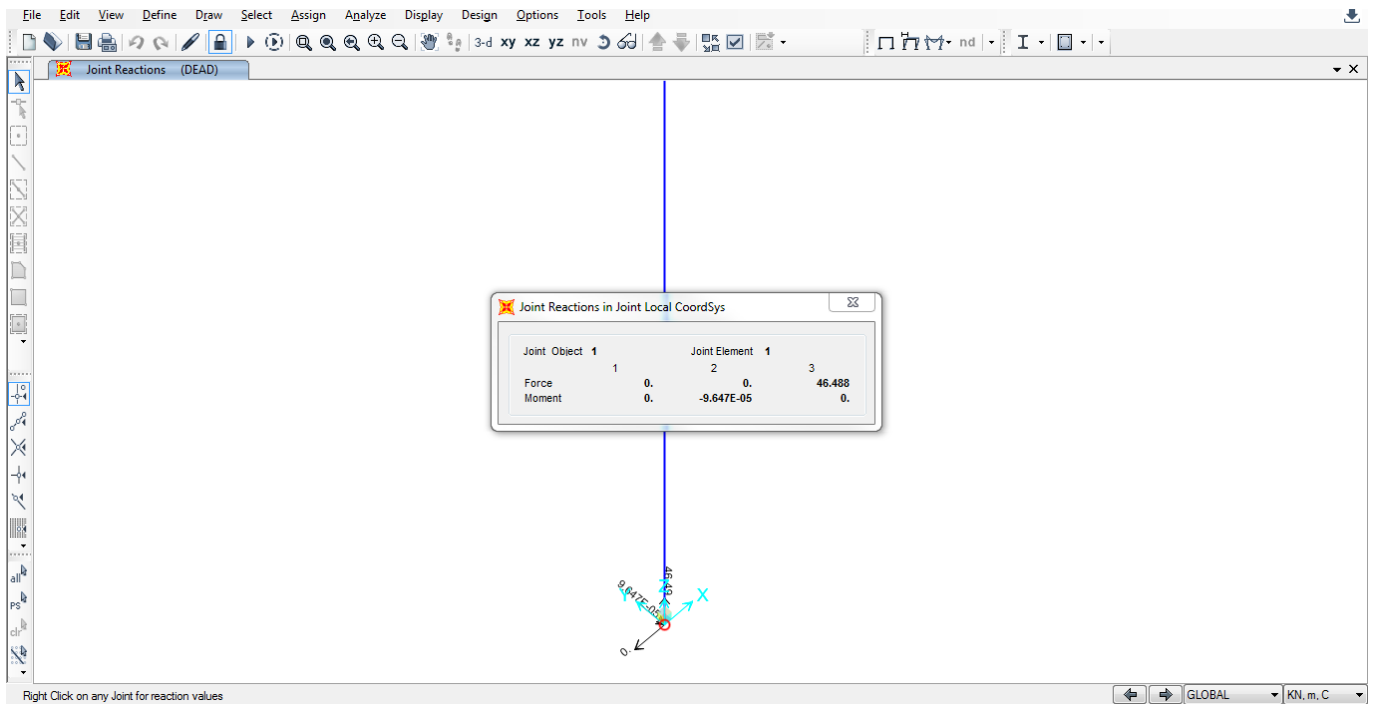 File Edit View Define Draw Select Assign Analyze Display Design Options Tools Help
3-d xy xz yz nv nd
Joint Reactions (DEAD)
Joint Reactions in Joint Local CoordSys
Joint Object 1 Joint Element 1
1 2 3
Force 0. 0. 46.488
Moment 0. -9.647E-05 0.
46.49
9.647E-05
Z
Y
X
0.
all
PS
clr
Right Click on any Joint for reaction values
GLOBAL
KN, m, C